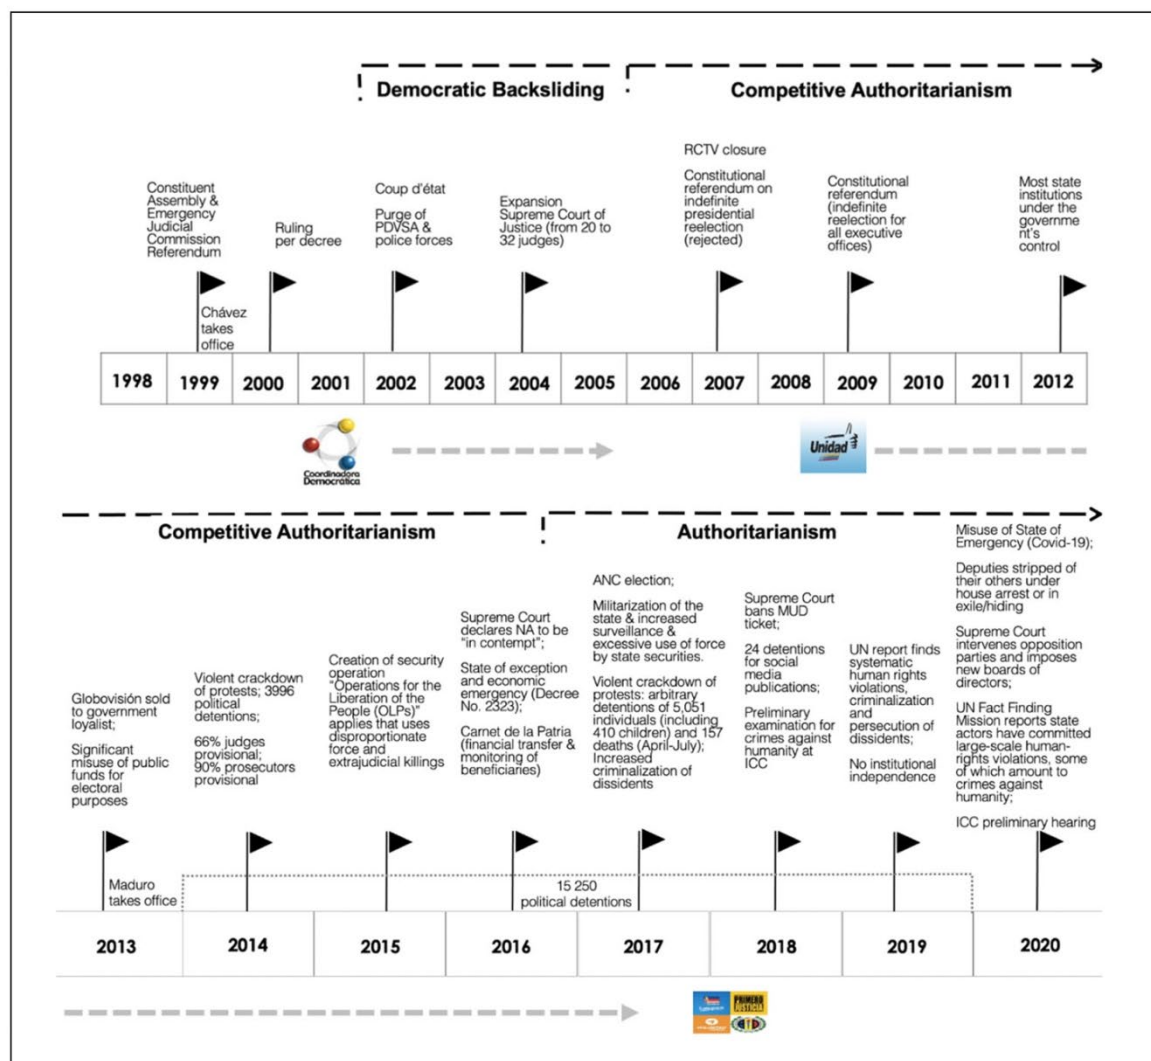 Democratic Backsliding
Competitive Authoritarianism
Constituent
Assembly &
Emergency
Judicial
Commission
Referendum
Chávez
takes
office
Ruling
per decree
Coup d'état
Purge of
PDVSA &
police forces
Expansion
Supreme Court of
Justice (from 20 to
32 judges)
RCTV closure
Constitutional
referendum on
indefinite
presidential
reelection
(rejected)
Constitutional
referendum
(indefinite
reelection for
all executive
offices)
Most state
institutions
under the
governme
nt's
control
1998 1999 2000 2001 2002 2003 2004 2005 2006 2007 2008 2009 2010 2011 2012
Coordinadora
Democrática
Unidad
Competitive Authoritarianism
Authoritarianism
Globovisión sold
to government
loyalist;
Significant
misuse of public
funds for
electoral
purposes
Maduro
takes office
Violent crackdown
of protests; 3996
political
detentions;
66% judges
provisional;
90% prosecutors
provisional
Creation of security
operation
"Operations for the
Liberation of the
People (OLPs)"
applies that uses
disproportionate
force and
extrajudicial killings
Supreme Court
declares NA to be
"in contempt";
State of exception
and economic
emergency (Decree
No. 2323);
Carnet de la Patria
(financial transfer &
monitoring of
beneficiaries)
ANC election;
Militarization of the
state & increased
surveillance &
excessive use of force
by state securities.
Violent crackdown of
protests: arbitrary
detentions of 5,051
individuals (including
410 children) and 157
deaths (April-July);
Increased
criminalization of
dissidents
Supreme Court
bans MUD
ticket;
24 detentions
for social
media
publications;
Preliminary
examination for
crimes against
humanity at
ICC
UN report finds
systematic
human rights
violations,
criminalization
and
persecution of
dissidents;
No institutional
independence
Misuse of State of
Emergency (Covid-19);
Deputies stripped of
their others under
house arrest or in
exile/hiding
Supreme Court
intervenes opposition
parties and imposes
new boards of
directors;
UN Fact Finding
Mission reports state
actors have committed
large-scale human-
rights violations, some
of which amount to
crimes against
humanity;
ICC preliminary hearing
15 250
political detentions
2013 2014 2015 2016 2017 2018 2019 2020
PRIMERO
JUSTICIA